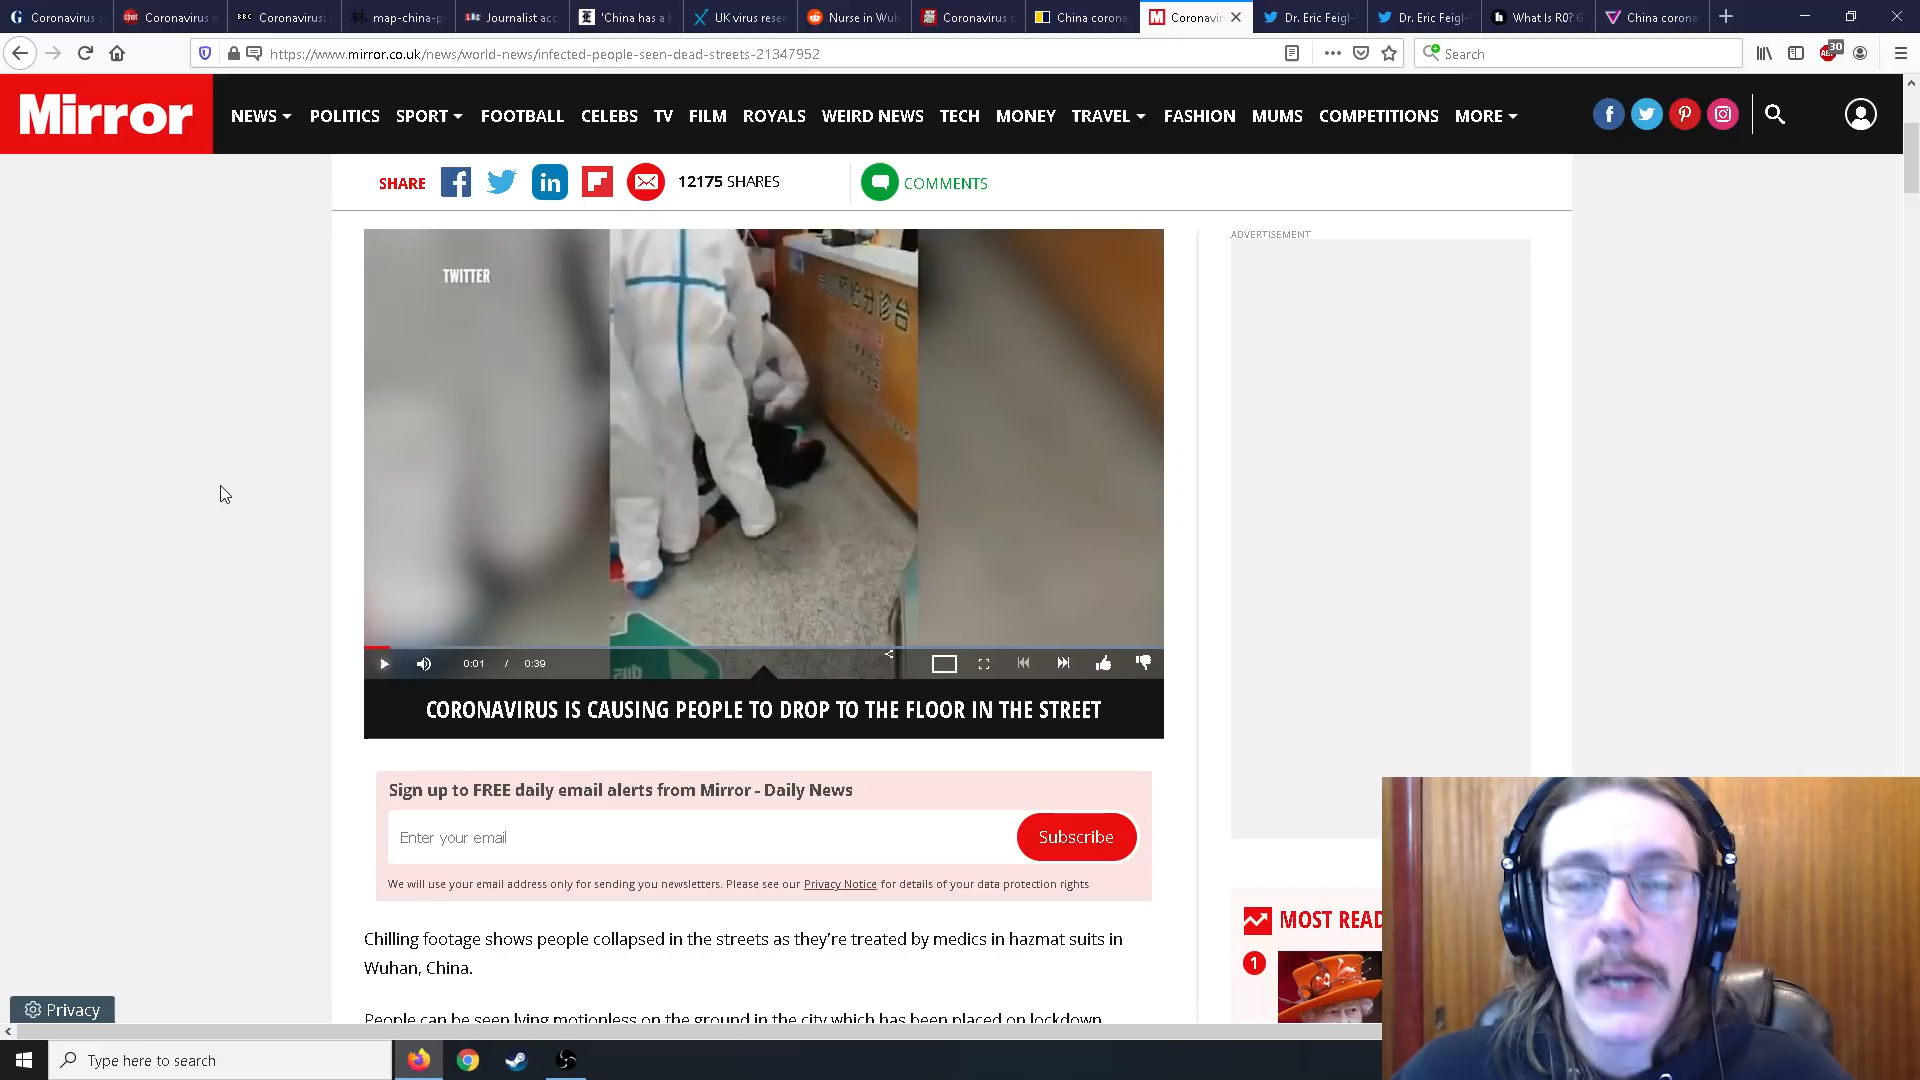 Coronavirus
Coronavirus
BBC
Coronavirus:
map-china-p
LBC
Journalist acc
'China has a
UK virus resea
Nurse in Wuh
Coronavirus
China corona
Coronavir
Dr. Eric Feigl-
Dr. Eric Feigl-
What Is R0?
China corona
https://www.mirror.co.uk/news/world-news/infected-people-seen-dead-streets-21347952
Search
30
Mirror
NEWS
POLITICS
SPORT
FOOTBALL
CELEBS
TV
FILM
ROYALS
WEIRD NEWS
TECH
MONEY
TRAVEL
FASHION
MUMS
COMPETITIONS
MORE
SHARE
12175 SHARES
COMMENTS
TWITTER
ADVERTISEMENT
0:01 / 0:39
CORONAVIRUS IS CAUSING PEOPLE TO DROP TO THE FLOOR IN THE STREET
Sign up to FREE daily email alerts from Mirror - Daily News
Enter your email
Subscribe
We will use your email address only for sending you newsletters. Please see our Privacy Notice for details of your data protection rights
MOST READ
1
Chilling footage shows people collapsed in the streets as they're treated by medics in hazmat suits in
Wuhan, China.
People can be seen lying motionless on the ground in the city which has been placed on lockdown
Privacy
Type here to search